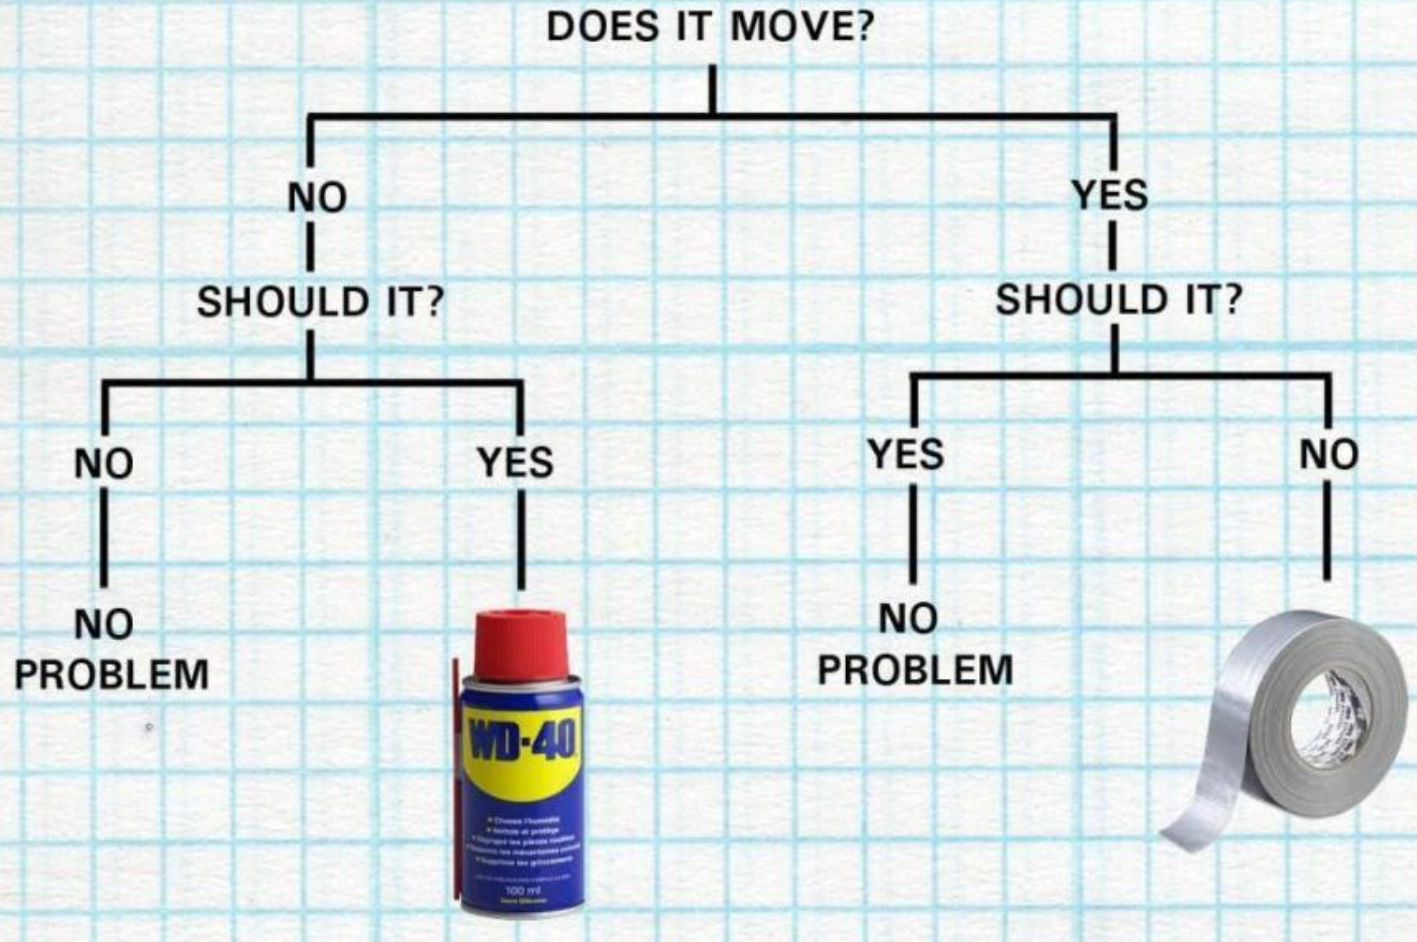 DOES IT MOVE?
NO
YES
SHOULD IT?
SHOULD IT?
NO
YES
YES
NO
NO
PROBLEM
NO
PROBLEM
WD-40
100 ml